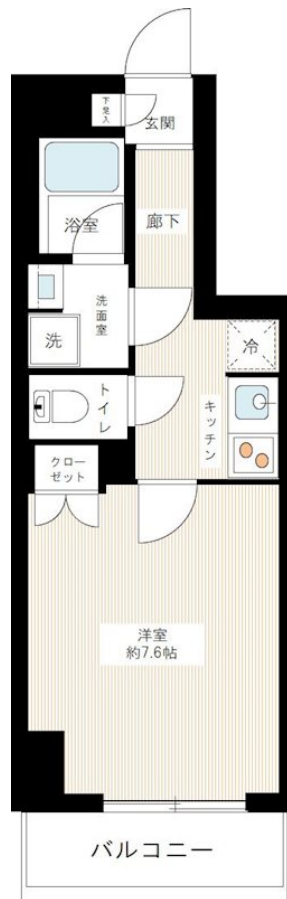 下足入
玄関
廊下
浴室
洗面室
洗
冷
キッチン
トイレ
クロー
ゼット
洋室
約7.6帖
バルコニー